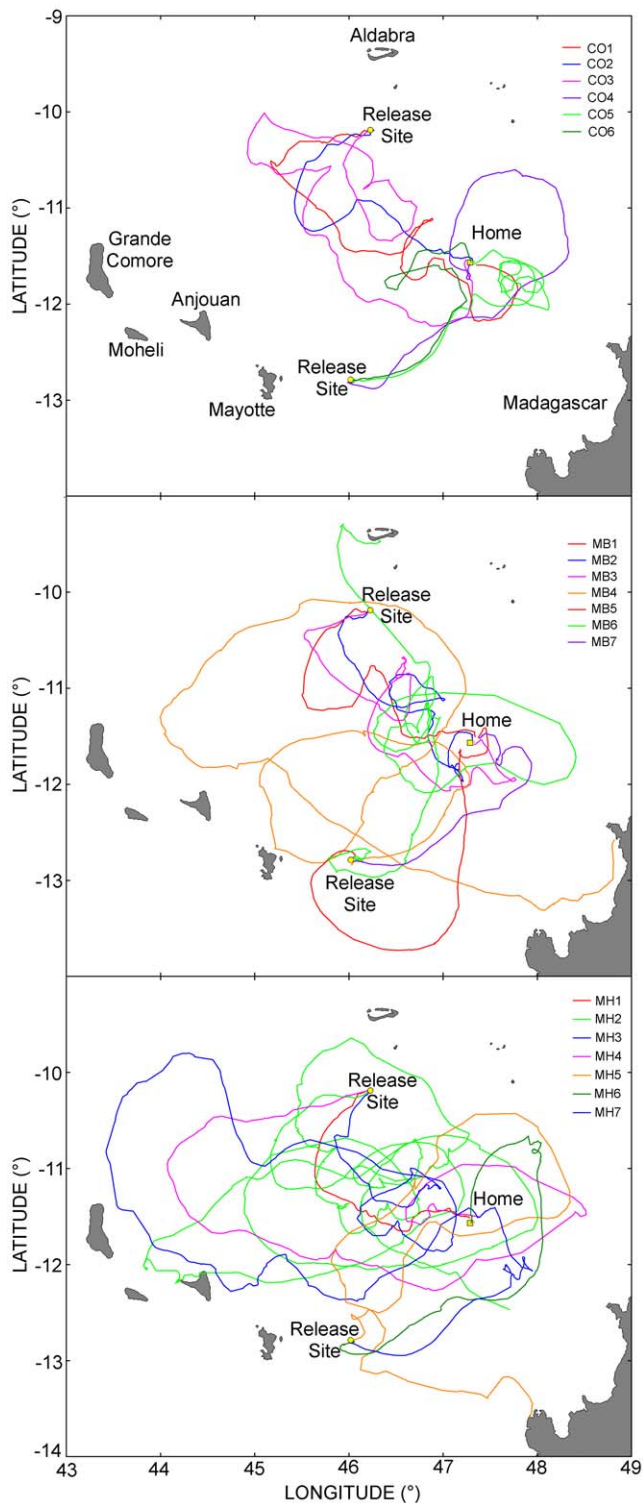 -9
Aldabra
CO1
CO2
CO3
CO4
CO5
CO6
-10
Release
Site
-11
Home
Grande
Comore
LATITUDE (°)
Anjouan
-12
Moheli
Release
Site
Mayotte
Madagascar
-13
MB1
MB2
MB3
MB4
MB5
MB6
MB7
-10
Release
Site
-11
Home
LATITUDE (°)
-12
-13
Release
Site
MH1
MH2
MH3
MH4
MH5
MH6
MH7
-10
Release
Site
-11
Home
LATITUDE (°)
-12
Release
Site
-13
-14
43 44 45 46 47 48 49
LONGITUDE (°)